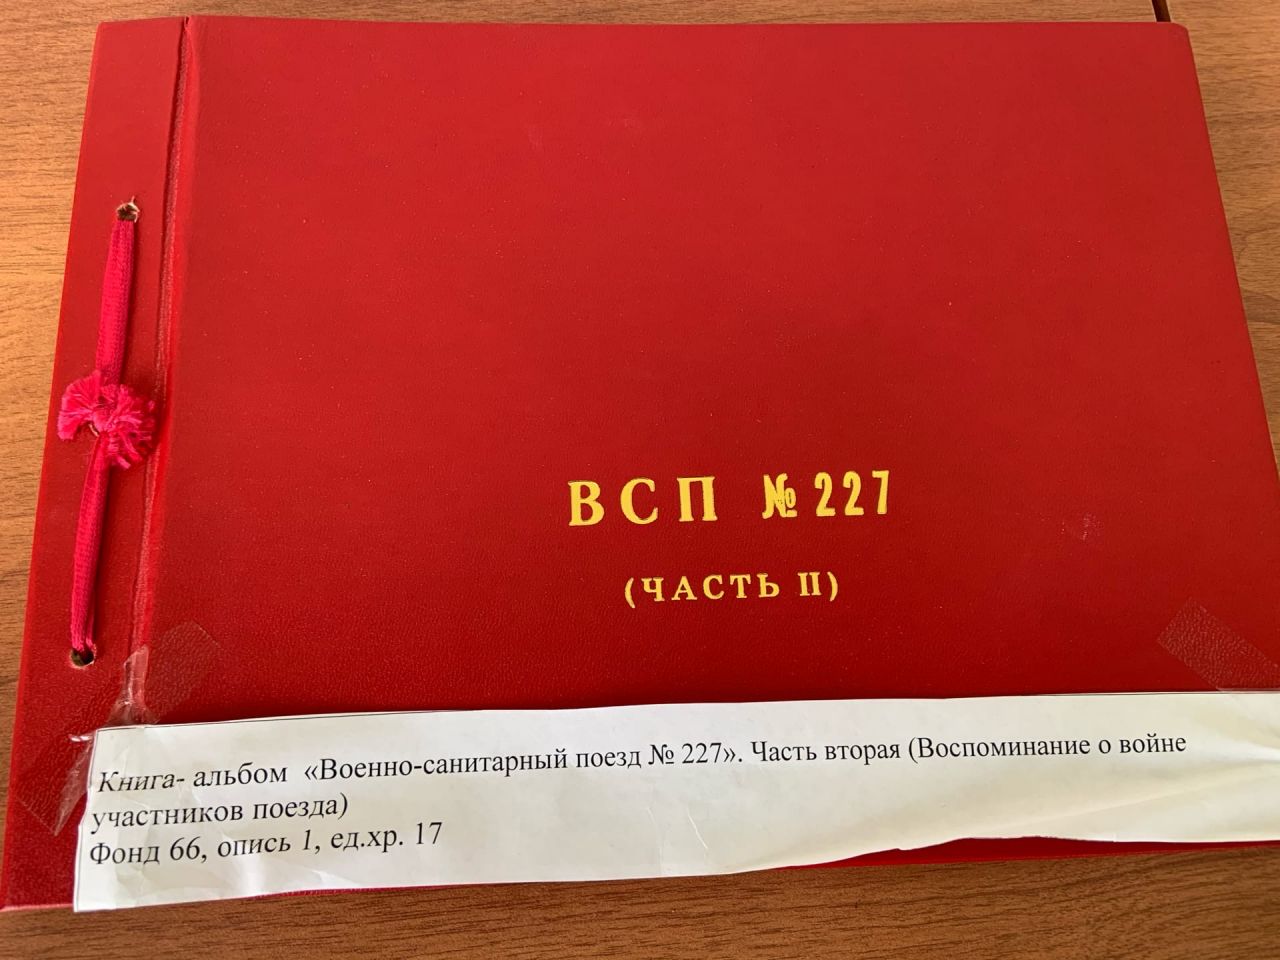 ВСП №227
(ЧАСТЬ II)
Книга- альбом «Военно-санитарный поезд № 227». Часть вторая (Воспоминание о войне
участников поезда)
Фонд 66, опись 1, ед.хр. 17